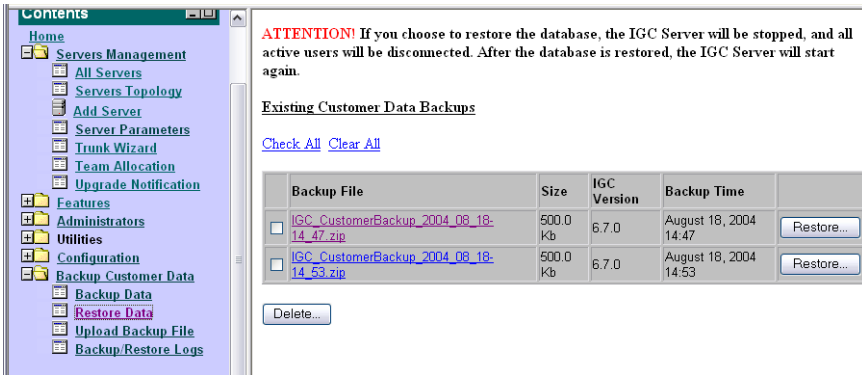 Contents
Home
Servers Management
All Servers
Servers Topology
Add Server
Server Parameters
Trunk Wizard
Team Allocation
Upgrade Notification
Features
Administrators
Utilities
Configuration
Backup Customer Data
Backup Data
Restore Data
Upload Backup File
Backup/Restore Logs
ATTENTION! If you choose to restore the database, the IGC Server will be stopped, and all
active users will be disconnected. After the database is restored, the IGC Server will start
again.
Existing Customer Data Backups
Check All Clear All
Backup File Size IGC Version Backup Time
IGC_CustomerBackup_2004_08_18-14_47.zip 500.0 Kb 6.7.0 August 18, 2004 14:47 Restore...
IGC_CustomerBackup_2004_08_18-14_53.zip 500.0 Kb 6.7.0 August 18, 2004 14:53 Restore...
Delete...